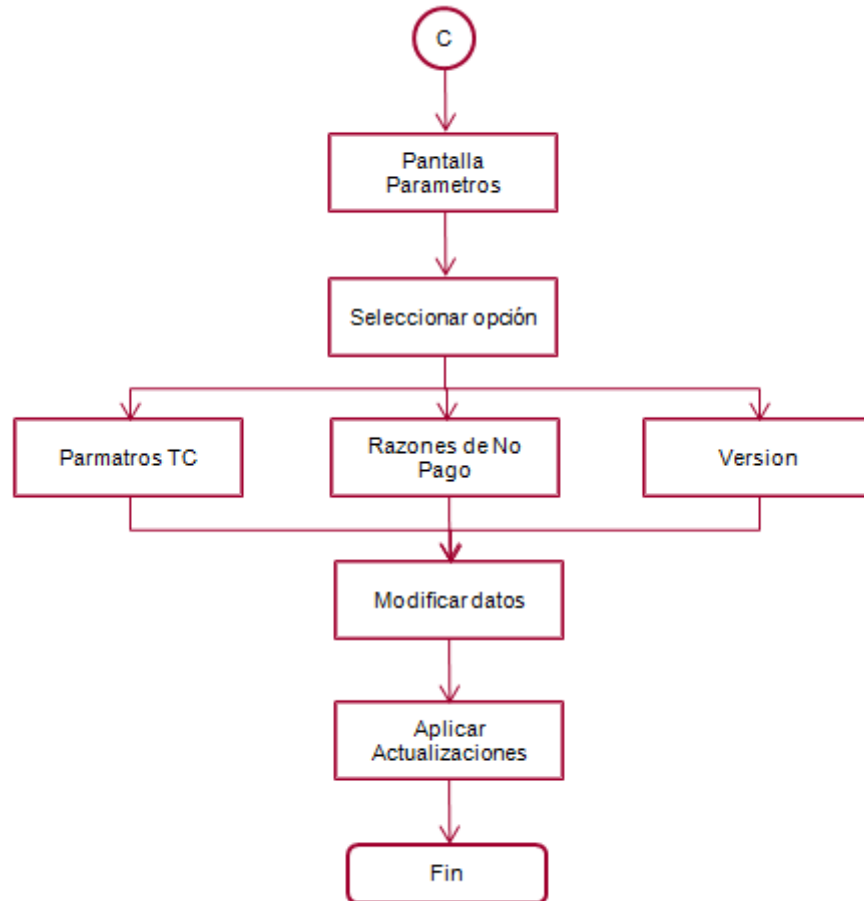 C
Pantalla
Parametros
Seleccionar opción
Parmatros TC
Razones de No
Pago
Version
Modificar datos
Aplicar
Actualizaciones
Fin